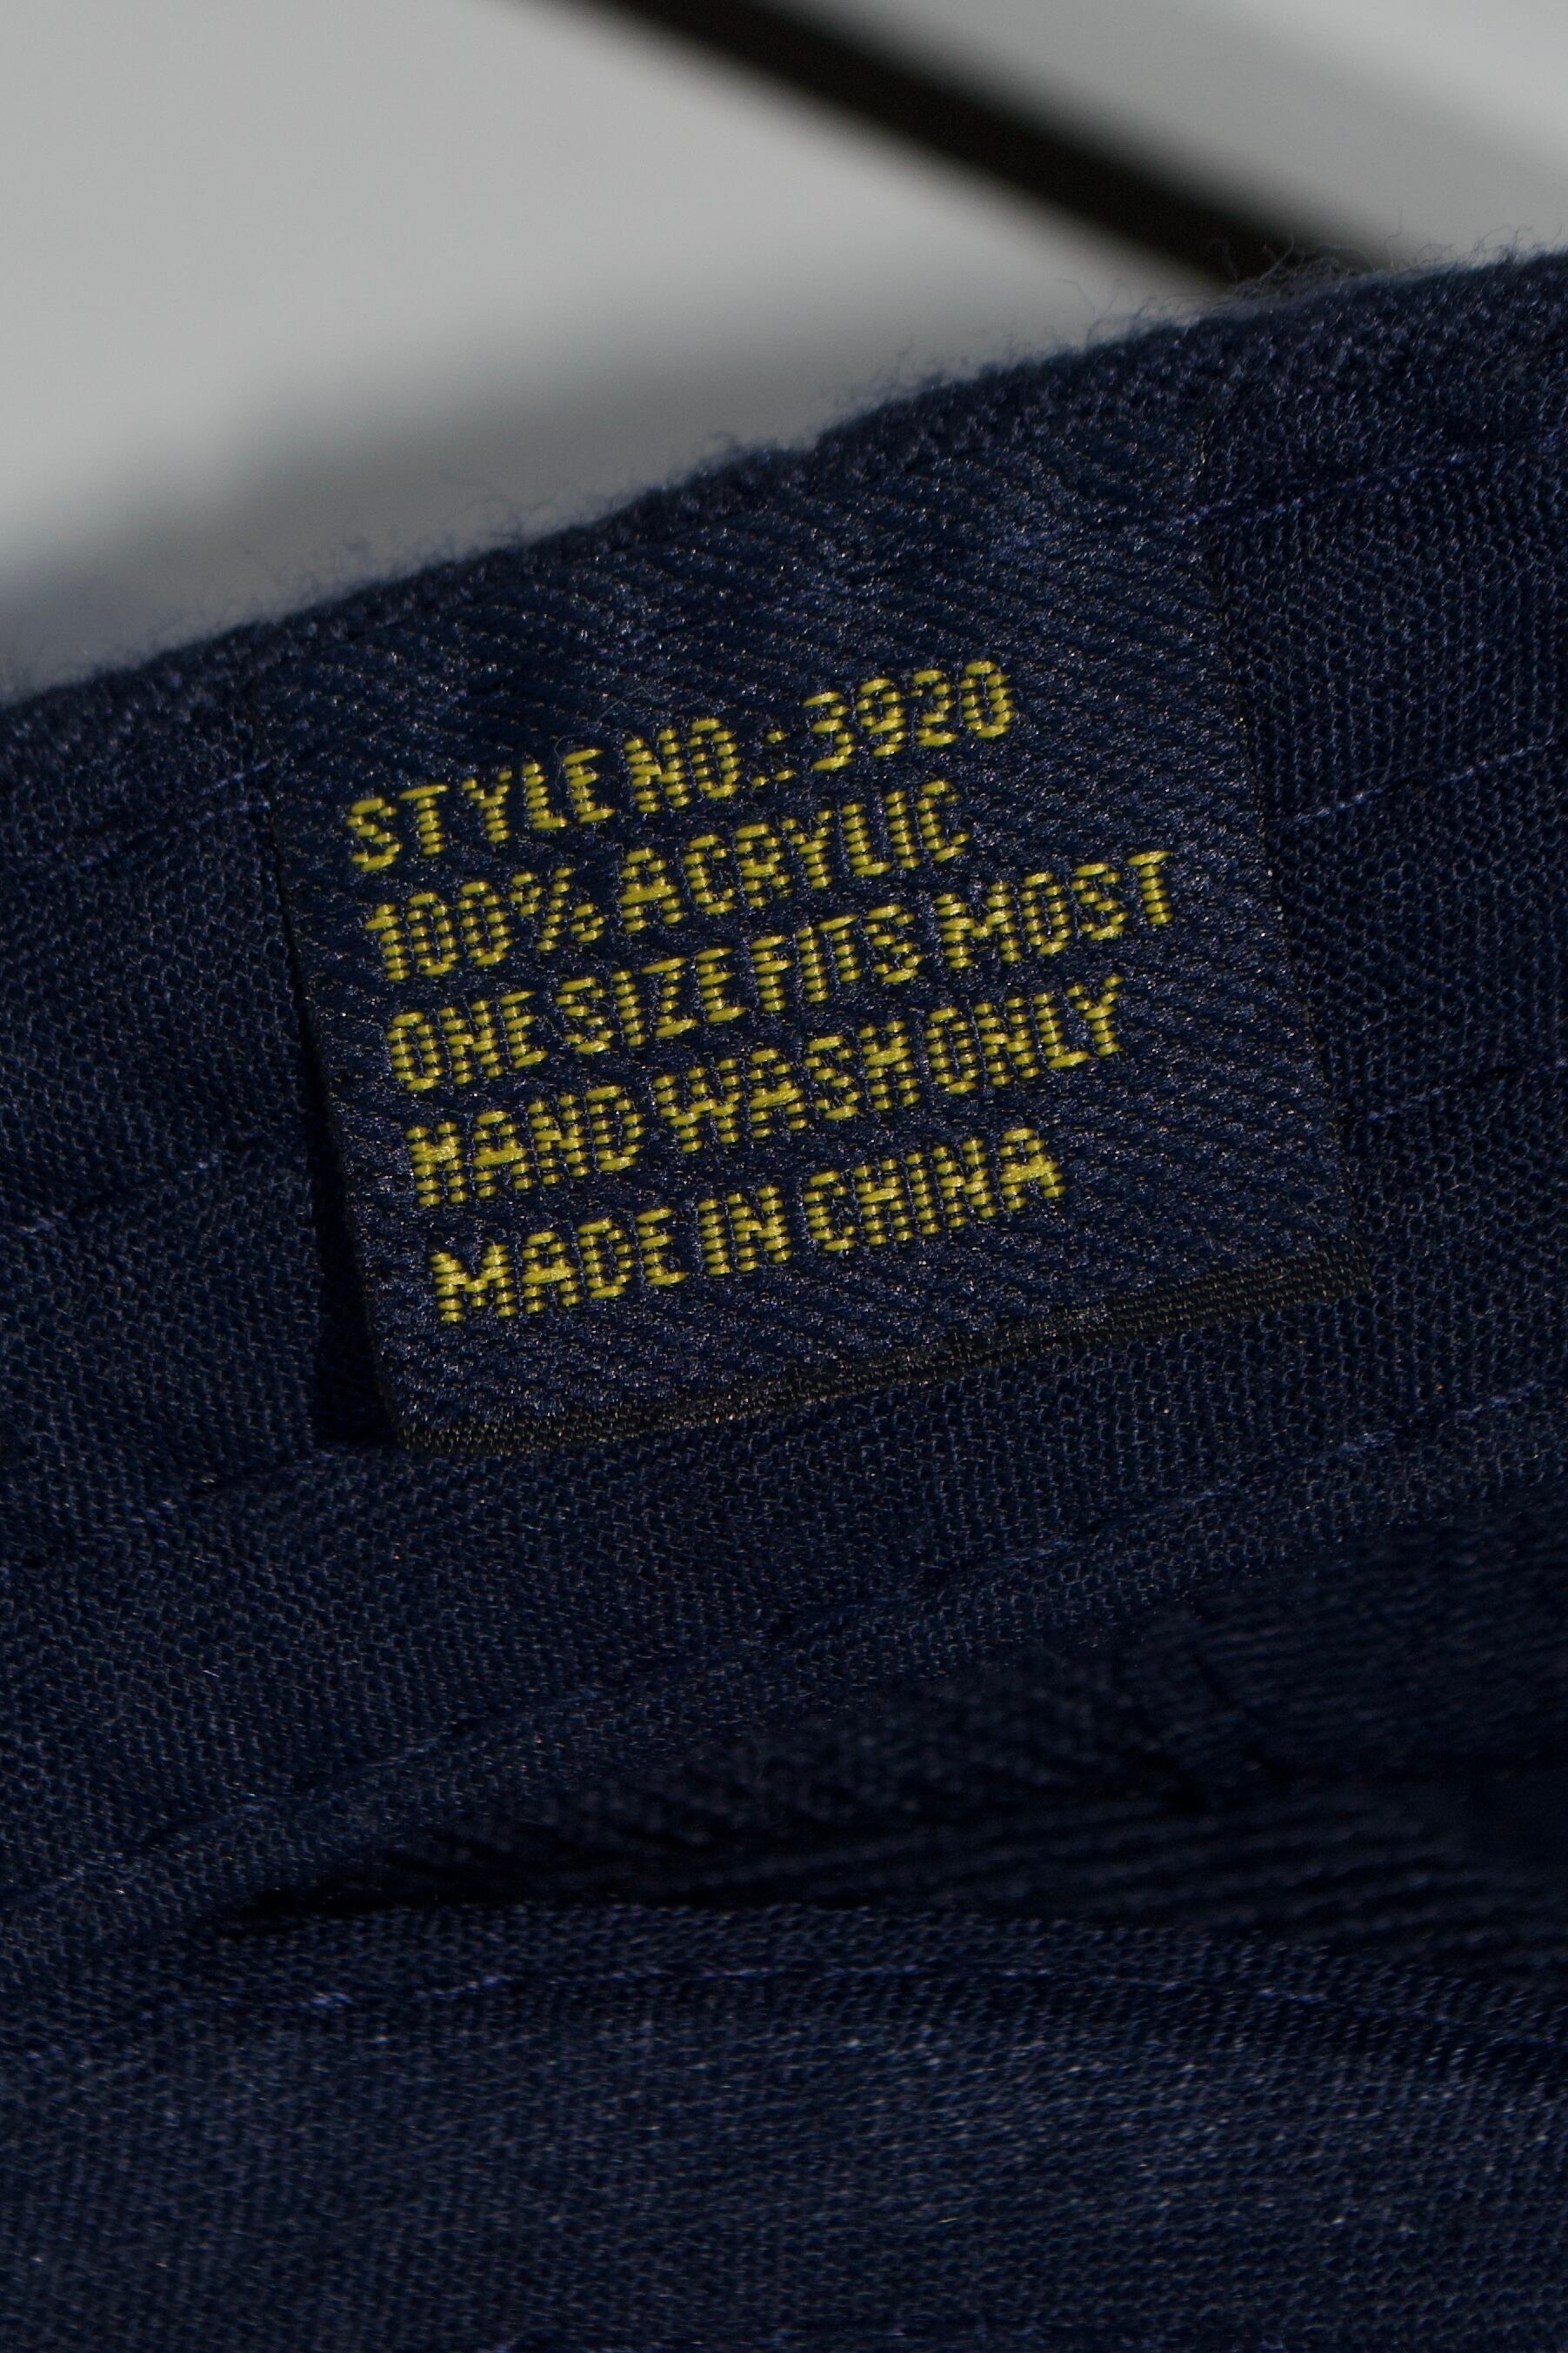 STYLE NO.: 3920
100% ACRYLIC
ONE SIZE FITS MOST
HAND WASH ONLY
MADE IN CHINA